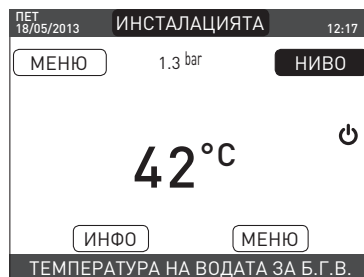 ПЕТ
18/05/2013 ИНСТАЛАЦИЯТА 12:17
МЕНЮ 1.3 bar НИВО
42°C
ИНФО МЕНЮ
ТЕМПЕРАТУРА НА ВОДАТА ЗА Б.Г.В.